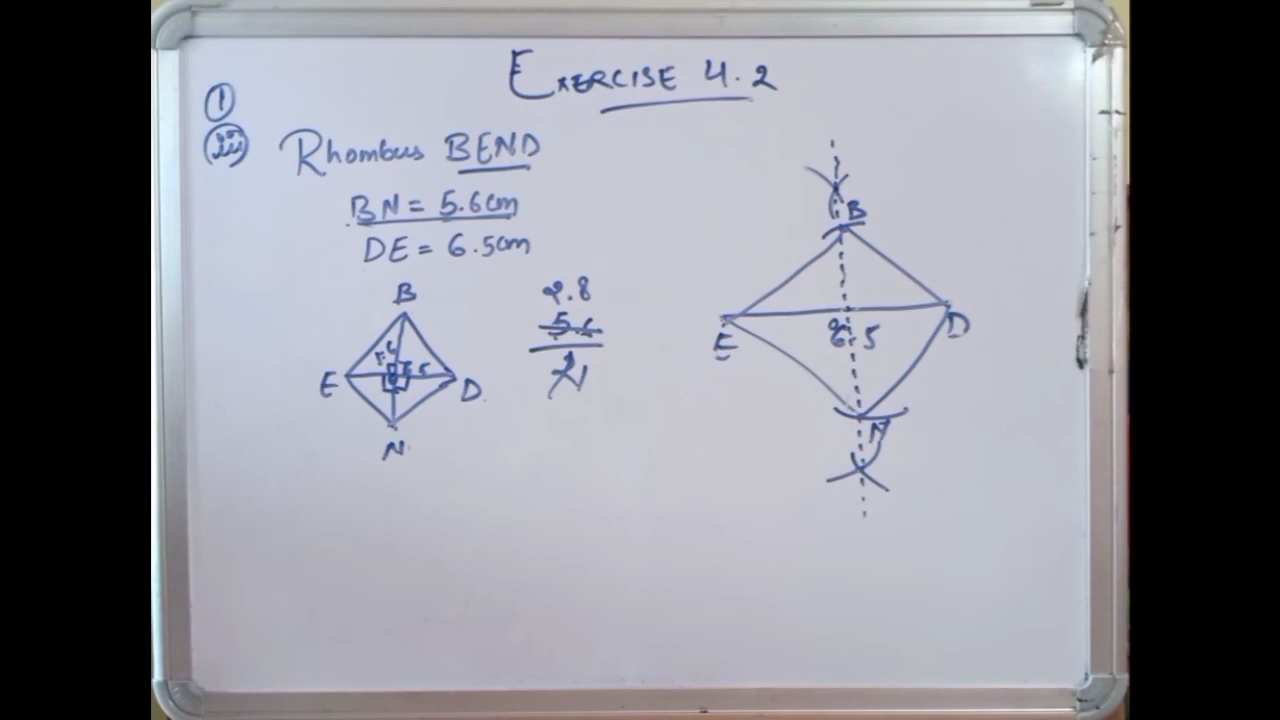 EXERCISE 4.2
1
iii
Rhombus BEND
BN = 5.6cm
DE = 6.5cm
B
E
D
N
2.8
5.6
2
B
E
6.5
D
N